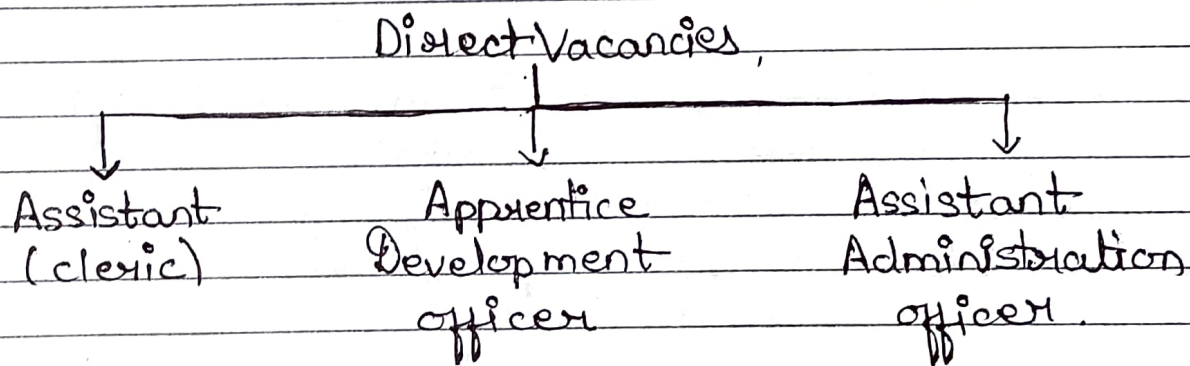 Direct Vacancies,
Assistant
(cleric)
Apprentice
Development
officer
Assistant
Administration
officer.